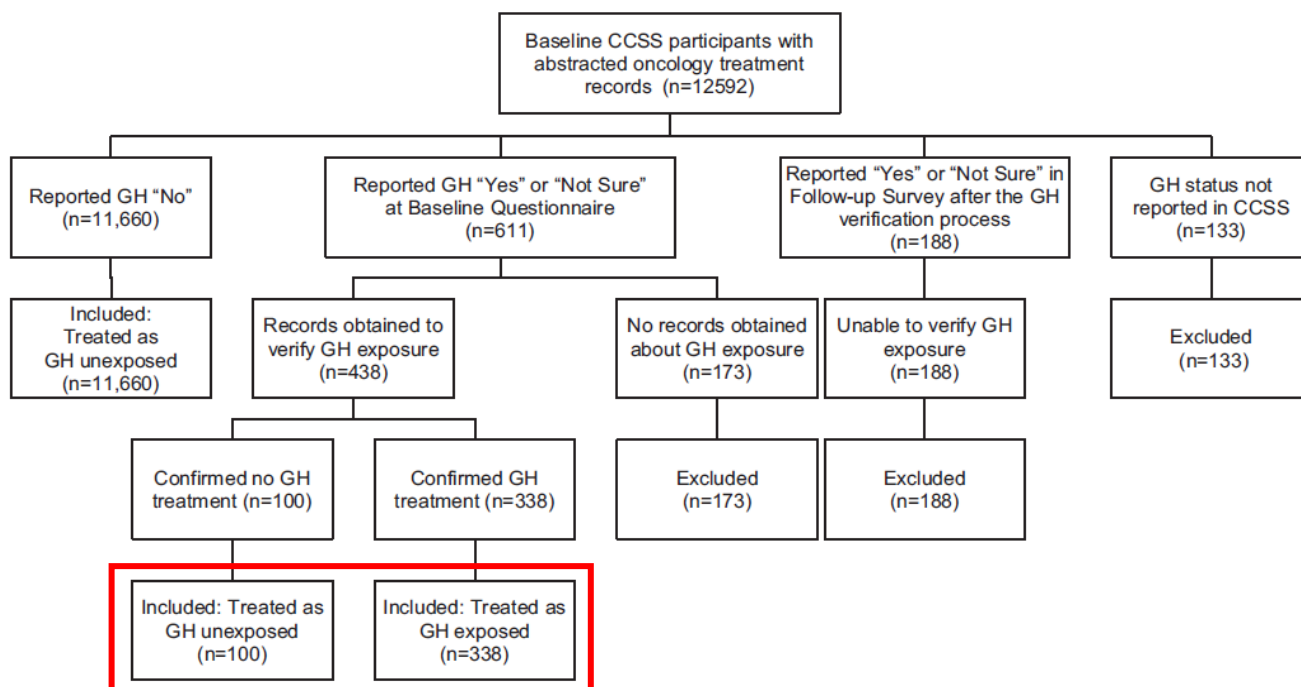 Baseline CCSS participants with
abstracted oncology treatment
records (n=12592)
Reported GH “No”
(n=11,660)
Reported GH “Yes” or “Not Sure”
at Baseline Questionnaire
(n=611)
Reported “Yes” or “Not Sure” in
Follow-up Survey after the GH
verification process
(n=188)
GH status not
reported in CCSS
(n=133)
Included:
Treated as
GH unexposed
(n=11,660)
Records obtained to
verify GH exposure
(n=438)
No records obtained
about GH exposure
(n=173)
Unable to verify GH
exposure
(n=188)
Excluded
(n=133)
Confirmed no GH
treatment (n=100)
Confirmed GH
treatment (n=338)
Excluded
(n=173)
Excluded
(n=188)
Included: Treated as
GH unexposed
(n=100)
Included: Treated as
GH exposed
(n=338)